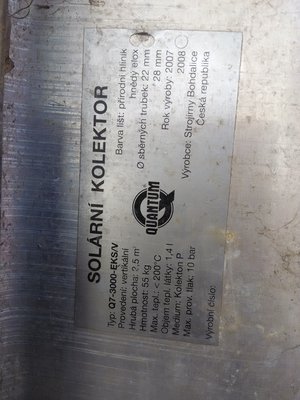 SOLÁRNÍ KOLEKTOR
Typ: Q7-3000-EKS/V
Provedení: vertikální
Hrubá plocha: 2,5 m²
Hmotnost: 55 kg
Max. tepl.: < 200°C
Objem tepl. látky: 1,4 l
Medium: Kolekton P
Max. prov. tlak: 10 bar
Výrobní číslo:
QUANTUM
Barva lišt: přírodní hliník
hnědý elox
Ø sběrných trubek: 22 mm
28 mm
Rok výroby: 2007
2008
Výrobce: Strojírny Bohdalice
Česká republika